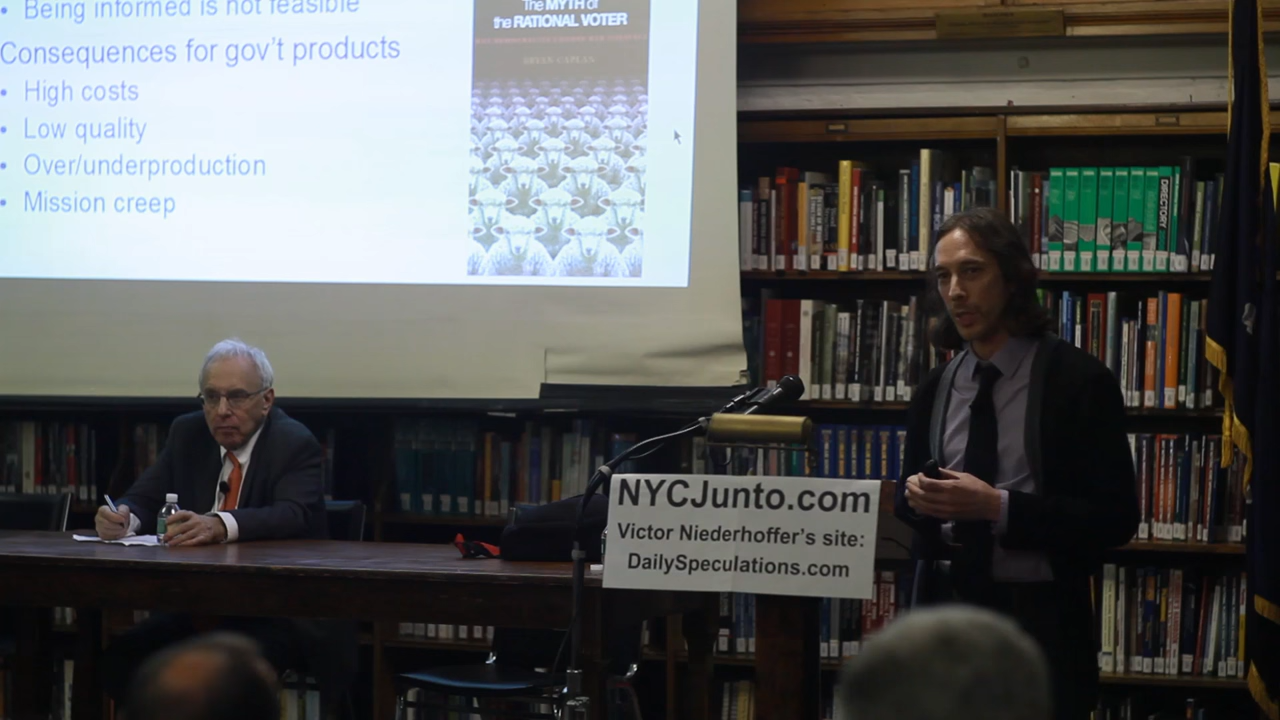 • Being informed is not feasible
Consequences for gov't products
• High costs
• Low quality
• Over/underproduction
• Mission creep
The MYTH of
the RATIONAL VOTER
BRYAN CAPLAN
DIRECTORY
NYCJunto.com
Victor Niederhoffer's site:
DailySpeculations.com